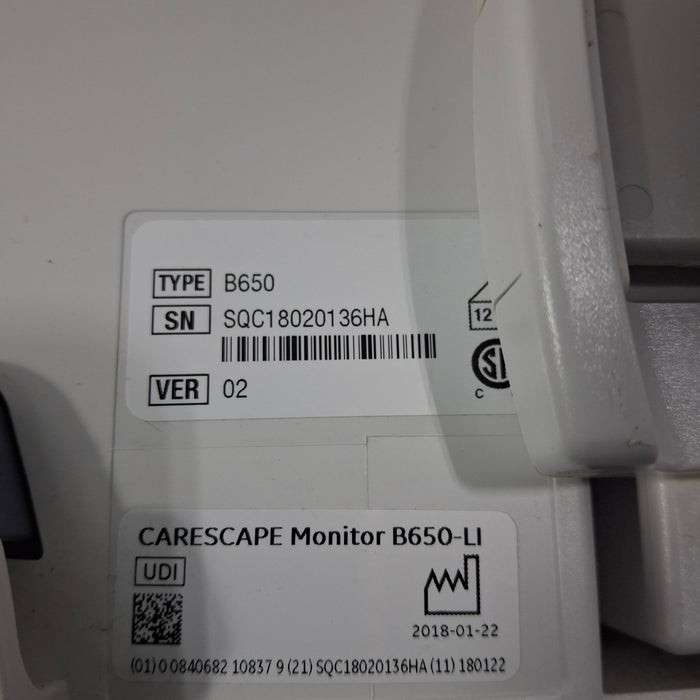 TYPE B650
SN SQC18020136HA
12
VER 02
C
CARESCAPE Monitor B650-LI
UDI
2018-01-22
(01) 0 0840682 10837 9 (21) SQC18020136HA (11) 180122